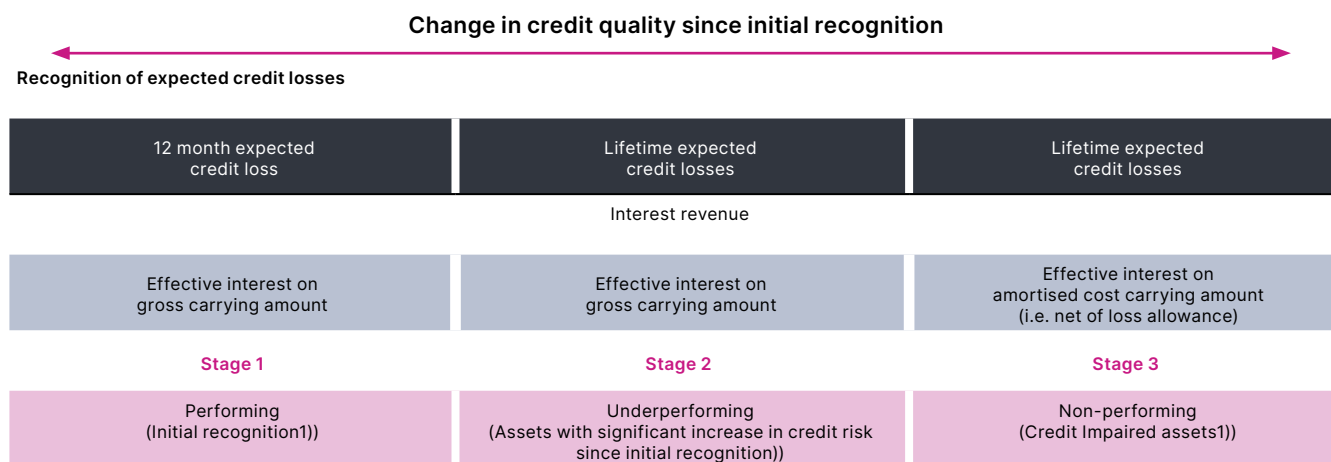 Change in credit quality since initial recognition
Recognition of expected credit losses
12 month expected
credit loss
Lifetime expected
credit losses
Lifetime expected
credit losses
Interest revenue
Effective interest on
gross carrying amount
Effective interest on
gross carrying amount
Effective interest on
amortised cost carrying amount
(i.e. net of loss allowance)
Stage 1
Stage 2
Stage 3
Performing
(Initial recognition1))
Underperforming
(Assets with significant increase in credit risk
since initial recognition))
Non-performing
(Credit Impaired assets1))